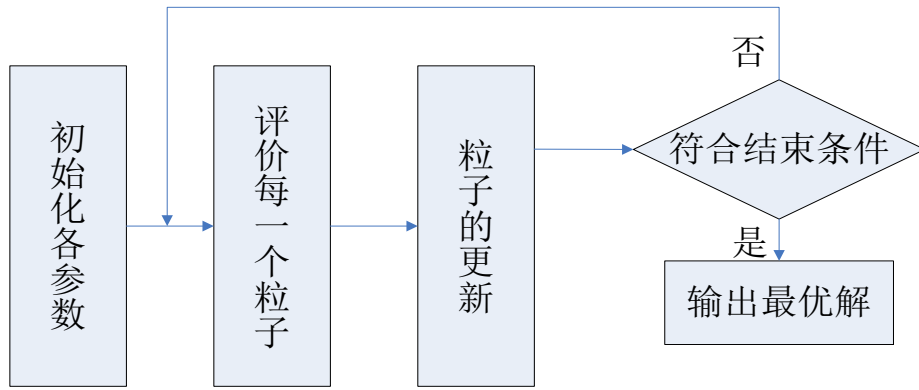 初始化各参数
评价每一个粒子
粒子的更新
否
符合结束条件
是
输出最优解